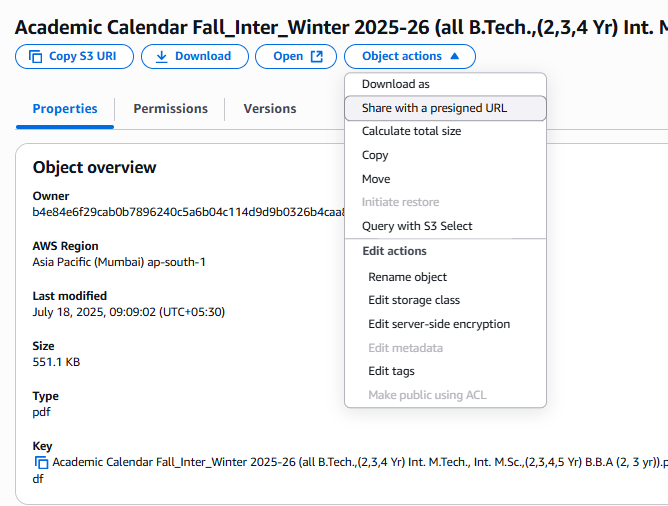 Academic Calendar Fall_Inter_Winter 2025-26 (all B.Tech.,(2,3,4 Yr) Int. M
Copy S3 URI
Download
Open
Object actions
Download as
Share with a presigned URL
Calculate total size
Copy
Move
Initiate restore
Query with S3 Select
Edit actions
Rename object
Edit storage class
Edit server-side encryption
Edit metadata
Edit tags
Make public using ACL
Properties
Permissions
Versions
Object overview
Owner
b4e84e6f29cab0b7896240c5a6b04c114d9d9b0326b4caa8
AWS Region
Asia Pacific (Mumbai) ap-south-1
Last modified
July 18, 2025, 09:09:02 (UTC+05:30)
Size
551.1 KB
Type
pdf
Key
Academic Calendar Fall_Inter_Winter 2025-26 (all B.Tech.,(2,3,4 Yr) Int. M.Tech., Int. M.Sc.,(2,3,4,5 Yr) B.B.A (2, 3 yr)).p
df